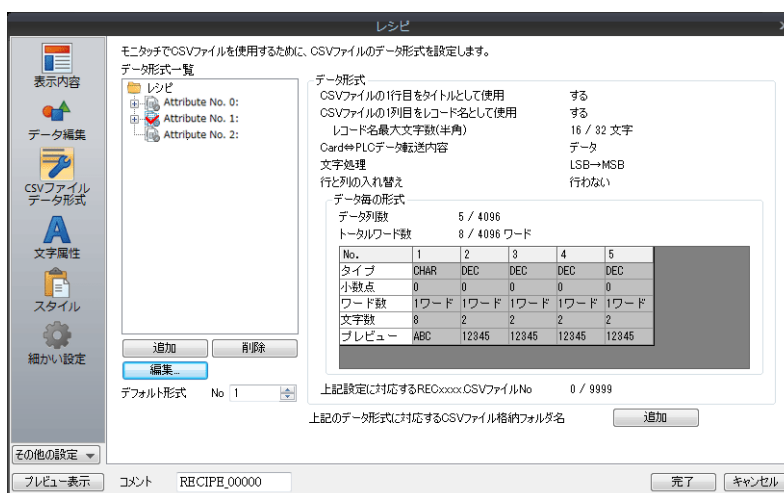 レシピ
表示内容
データ編集
CSVファイル
データ形式
文字属性
スタイル
細かい設定
その他の設定
モニタッチでCSVファイルを使用するために、CSVファイルのデータ形式を設定します。
データ形式一覧
レシピ
Attribute No. 0:
Attribute No. 1:
Attribute No. 2:
追加 削除
編集...
デフォルト形式 No 1
データ形式
CSVファイルの1行目をタイトルとして使用 する
CSVファイルの1列目をレコード名として使用 する
レコード名最大文字数(半角) 16 / 32 文字
Card⇔PLCデータ転送内容 データ
文字処理 LSB→MSB
行と列の入れ替え 行わない
データ毎の形式
データ列数 5 / 4096
トータルワード数 8 / 4096 ワード
No. 1 2 3 4 5
タイプ CHAR DEC DEC DEC DEC
小数点 0 0 0 0 0
ワード数 1ワード 1ワード 1ワード 1ワード 1ワード
文字数 8 2 2 2 2
プレビュー ABC 12345 12345 12345 12345
上記設定に対応するRECxxxx.CSVファイルNo 0 / 9999
上記のデータ形式に対応するCSVファイル格納フォルダ名 追加
プレビュー表示 コメント RECIPE_00000 完了 キャンセル